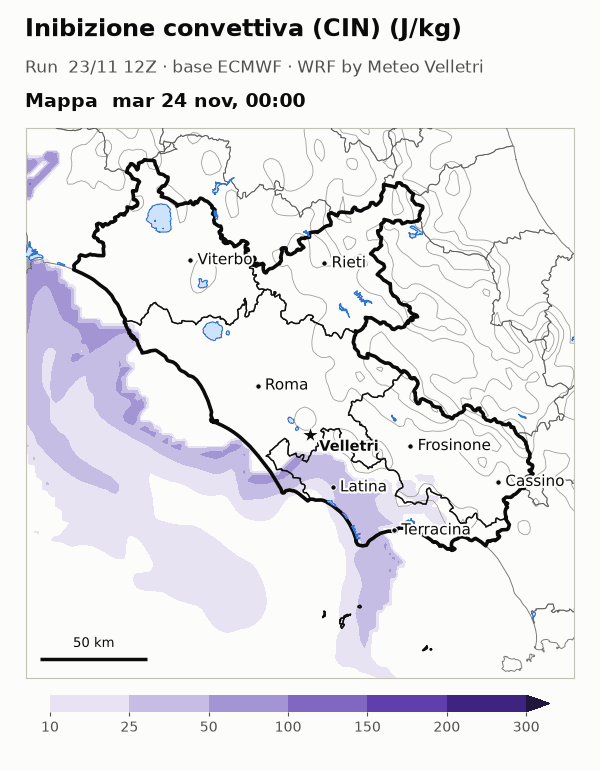 Inibizione convettiva (CIN) (J/kg)
Run  23/11 12Z · base ECMWF · WRF by Meteo Velletri
Mappa  mar 24 nov, 00:00
Viterbo
Rieti
Roma
Velletri
Frosinone
Cassino
Latina
Terracina
50 km
10 25 50 100 150 200 300